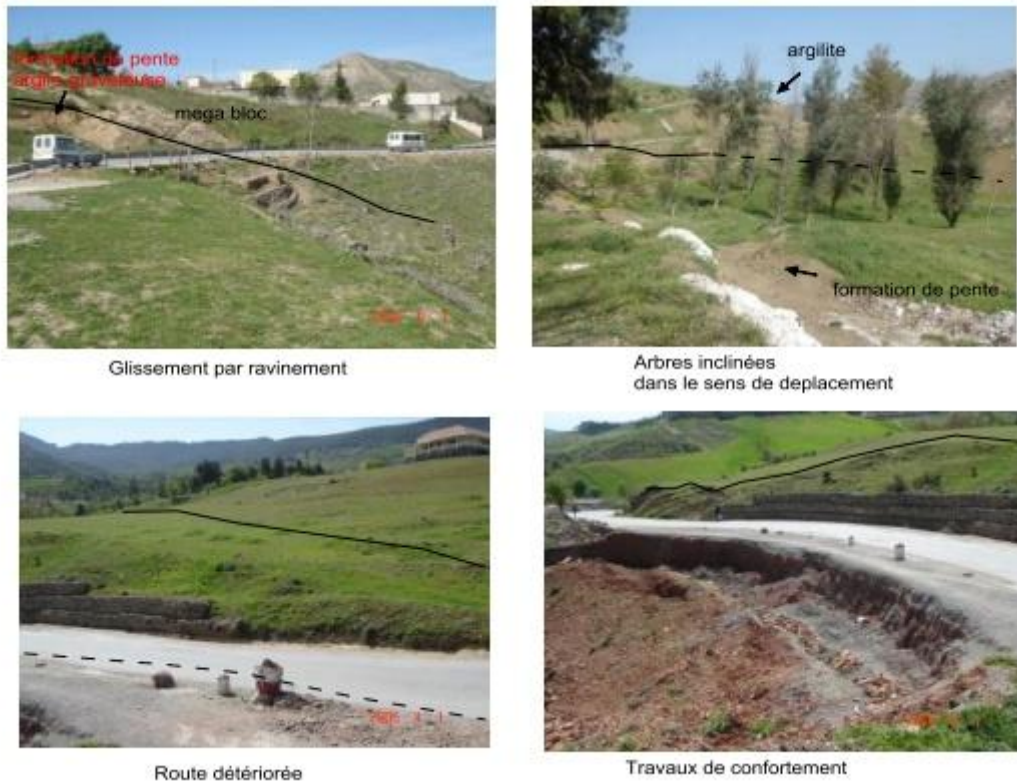 formation de pente
argile graveleuse
mega bloc
argilite
formation de pente
Glissement par ravinement
Arbres inclinées
dans le sens de deplacement
Route détériorée
Travaux de confortement